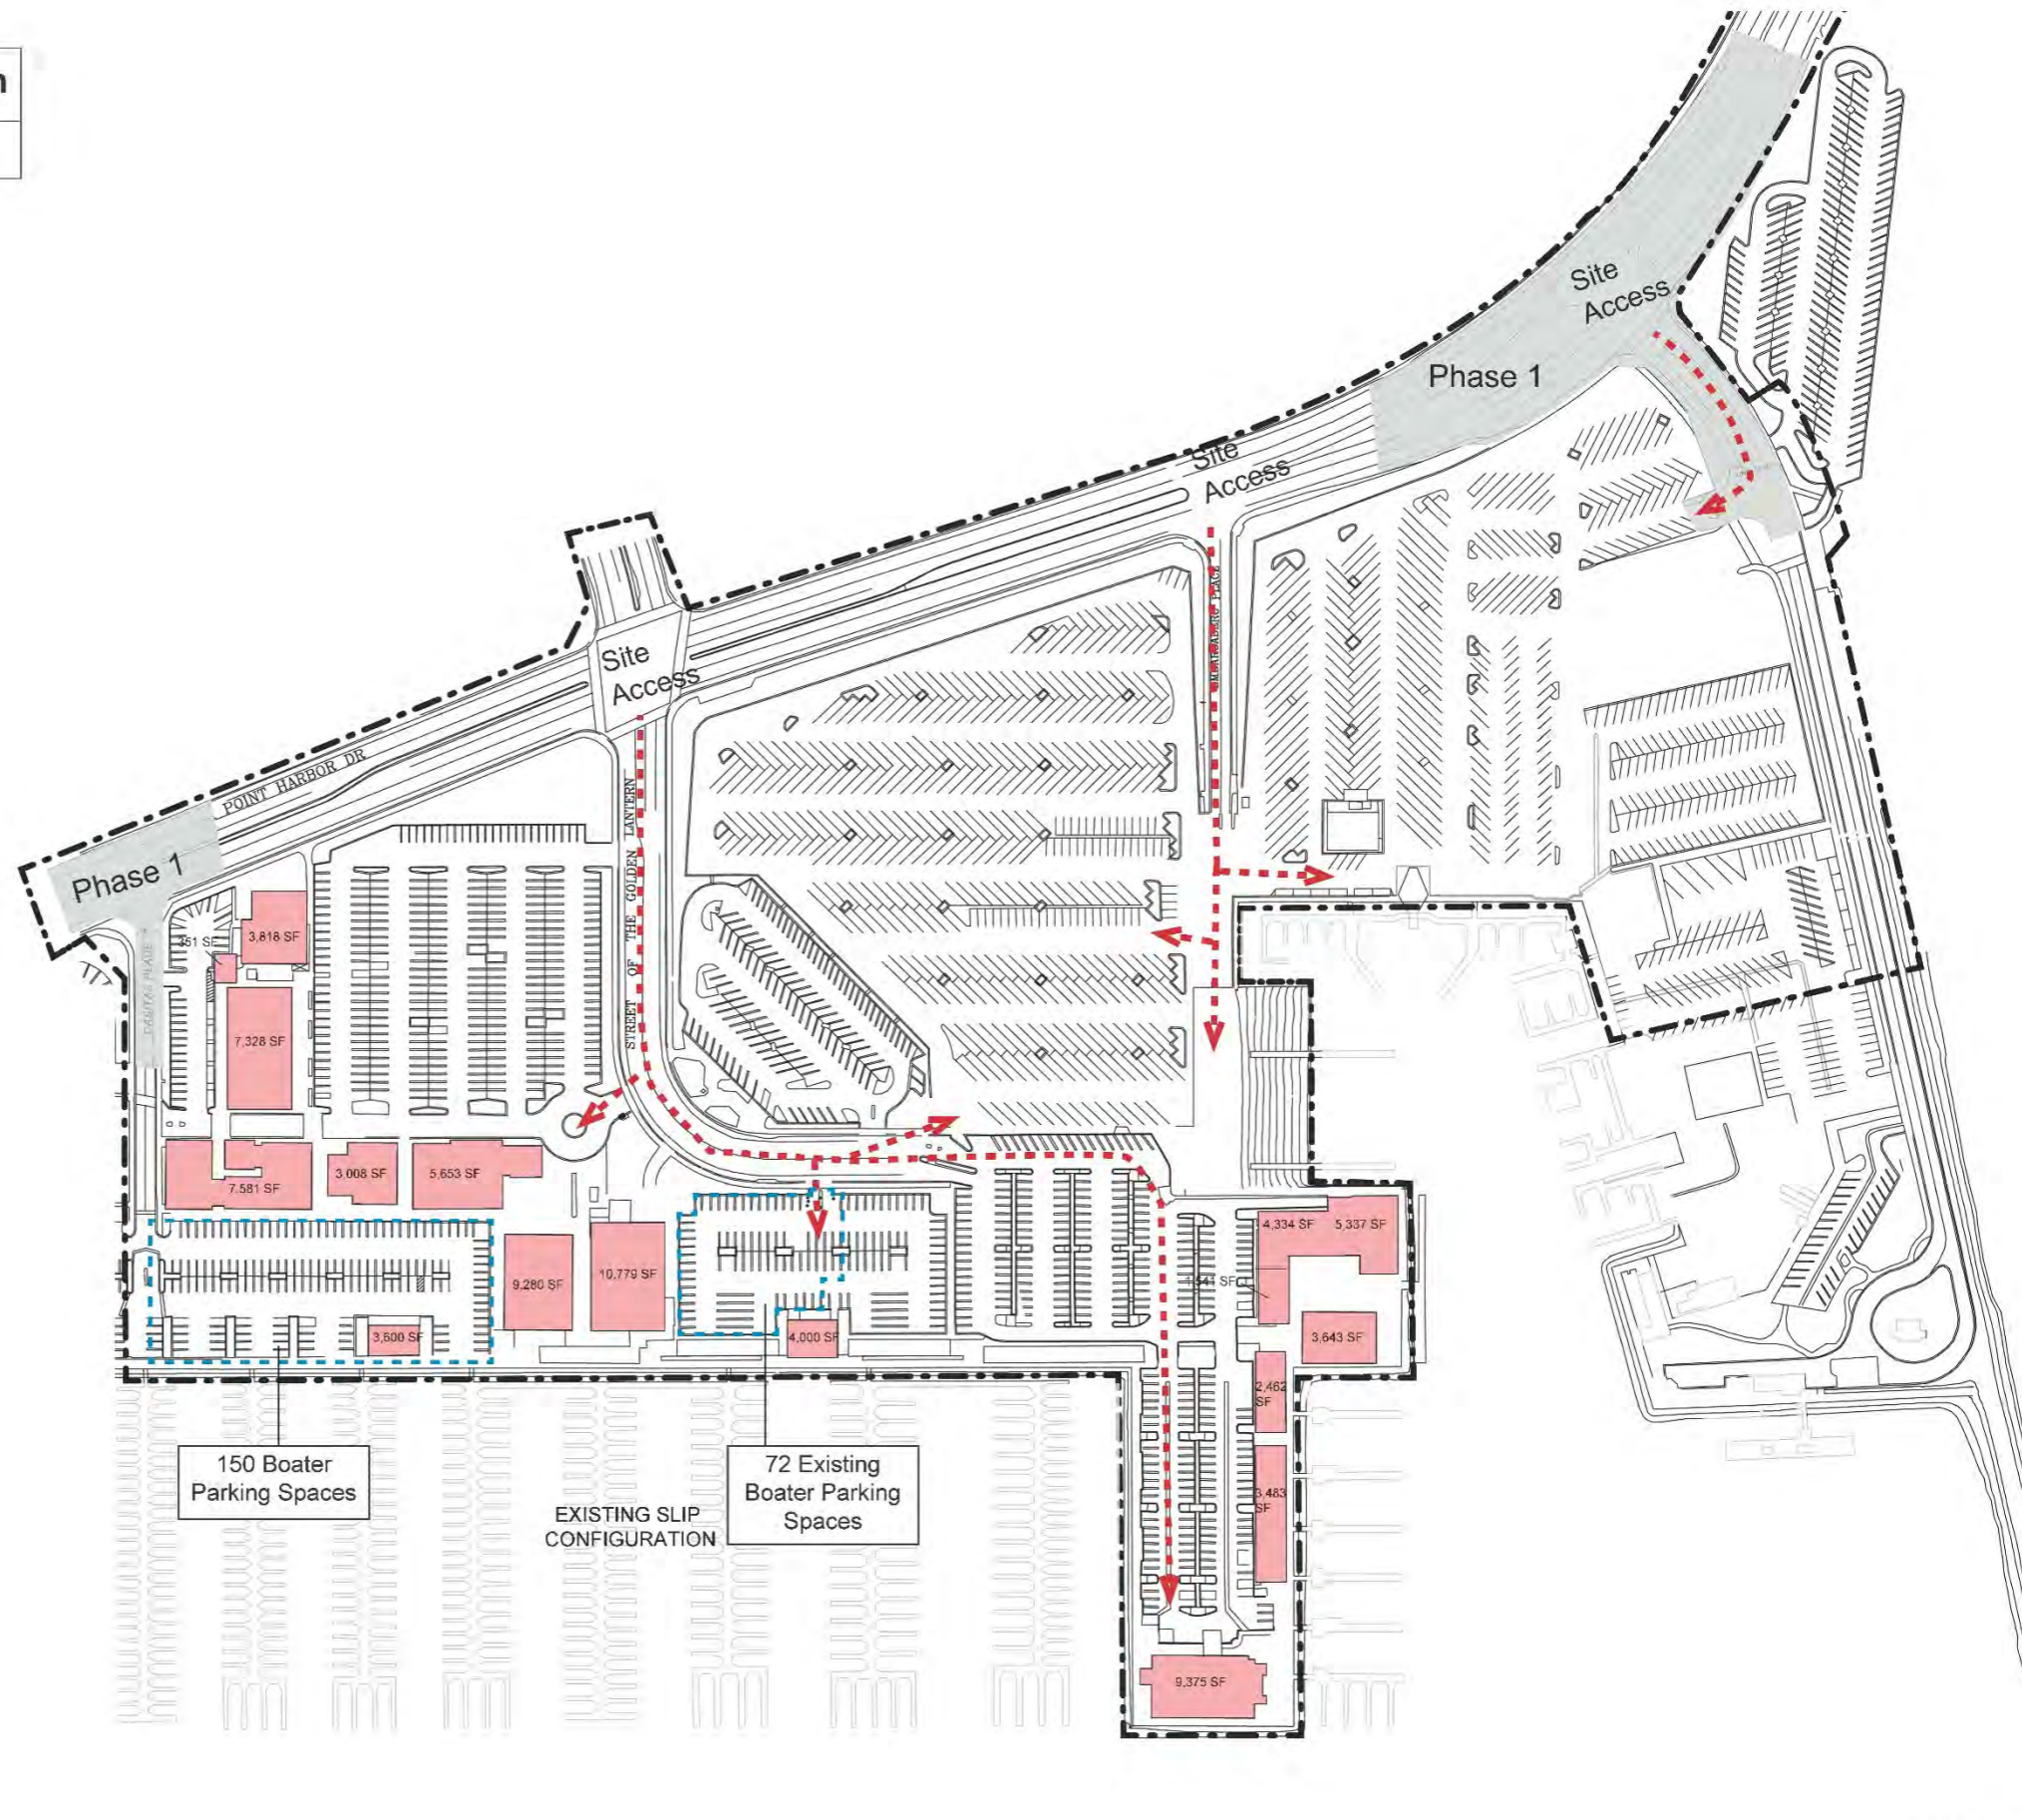 n
Site
Access
Phase 1
Site
Access
Site
Access
POINT HARBOR DR
Phase 1
STREET OF THE GOLDEN LANTERN
351 SF
3,818 SF
7,328 SF
7,581 SF
3,008 SF
5,653 SF
4,334 SF
5,337 SF
1,541 SF
9,280 SF
10,779 SF
3,600 SF
4,000 SF
3,643 SF
2,462
SF
3,483
SF
9,375 SF
150 Boater
Parking Spaces
72 Existing
Boater Parking
Spaces
EXISTING SLIP
CONFIGURATION